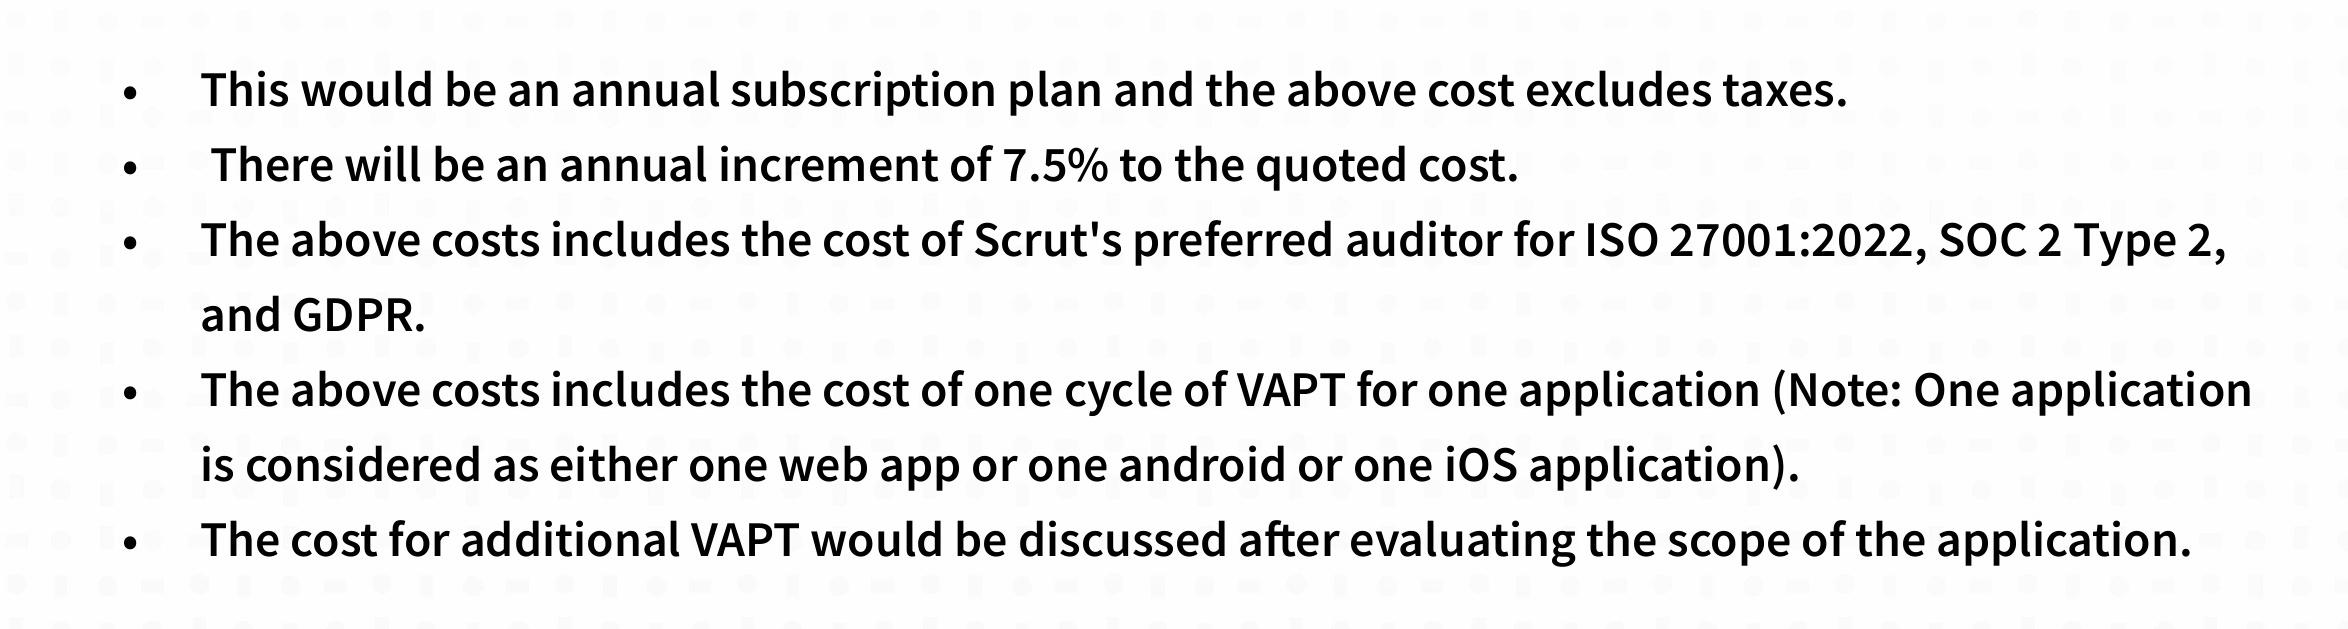 • This would be an annual subscription plan and the above cost excludes taxes.
• There will be an annual increment of 7.5% to the quoted cost.
• The above costs includes the cost of Scrut's preferred auditor for ISO 27001:2022, SOC 2 Type 2,
and GDPR.
• The above costs includes the cost of one cycle of VAPT for one application (Note: One application
is considered as either one web app or one android or one iOS application).
• The cost for additional VAPT would be discussed after evaluating the scope of the application.